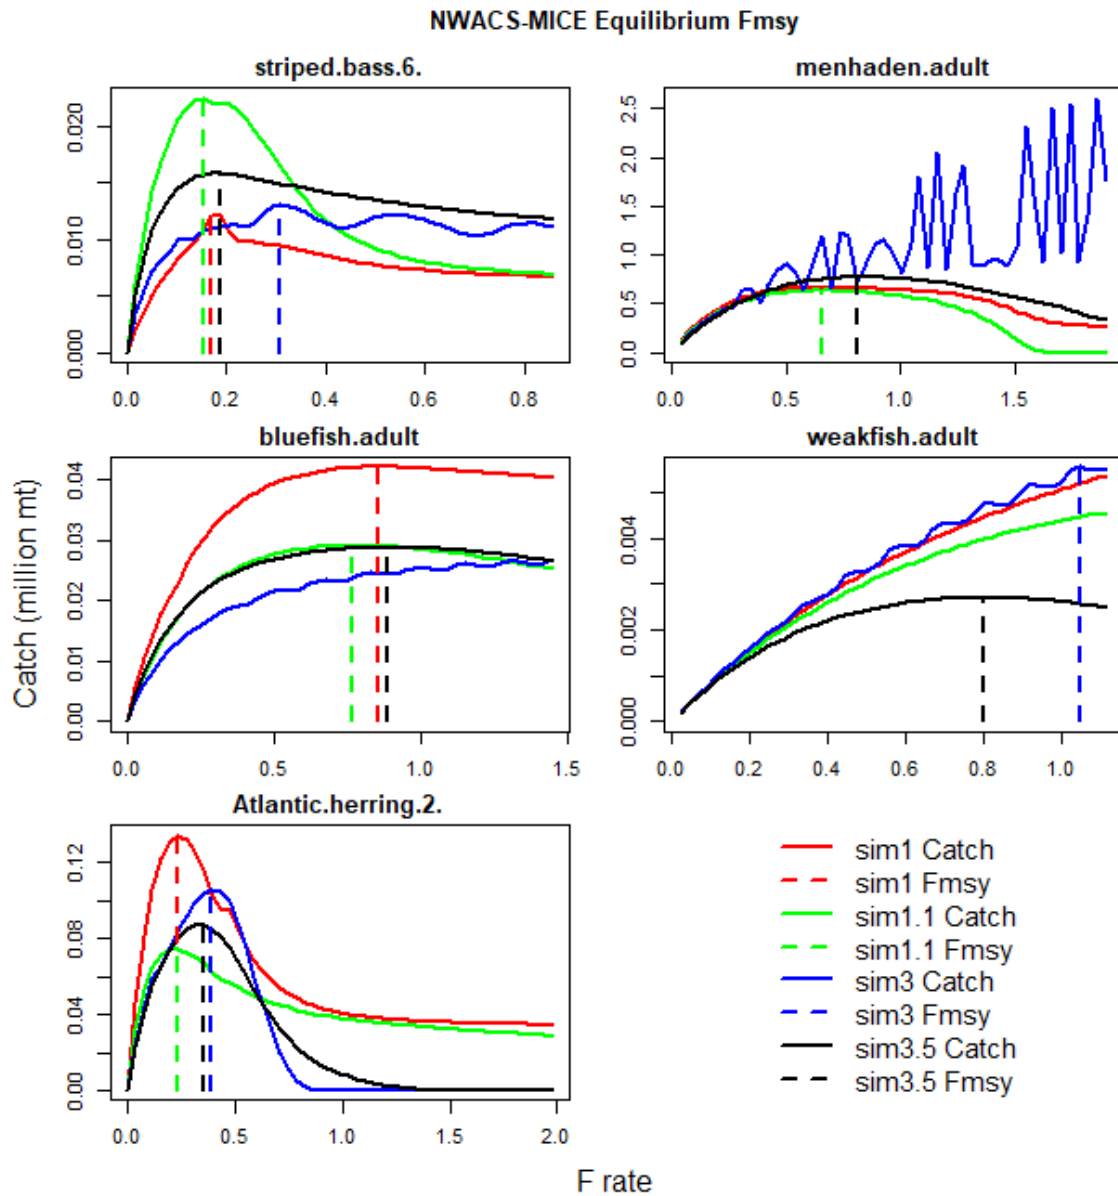 NWACS-MICE Equilibrium Fmsy
striped.bass.6.
0.000 0.010 0.020
0.0 0.2 0.4 0.6 0.8
menhaden.adult
0.0 0.5 1.0 1.5 2.0 2.5
0.0 0.5 1.0 1.5
bluefish.adult
0.00 0.01 0.02 0.03 0.04
0.0 0.5 1.0 1.5
weakfish.adult
0.000 0.002 0.004
0.0 0.2 0.4 0.6 0.8 1.0
Atlantic.herring.2.
0.00 0.04 0.08 0.12
0.0 0.5 1.0 1.5 2.0
Catch (million mt)
F rate
sim1 Catch
sim1 Fmsy
sim1.1 Catch
sim1.1 Fmsy
sim3 Catch
sim3 Fmsy
sim3.5 Catch
sim3.5 Fmsy